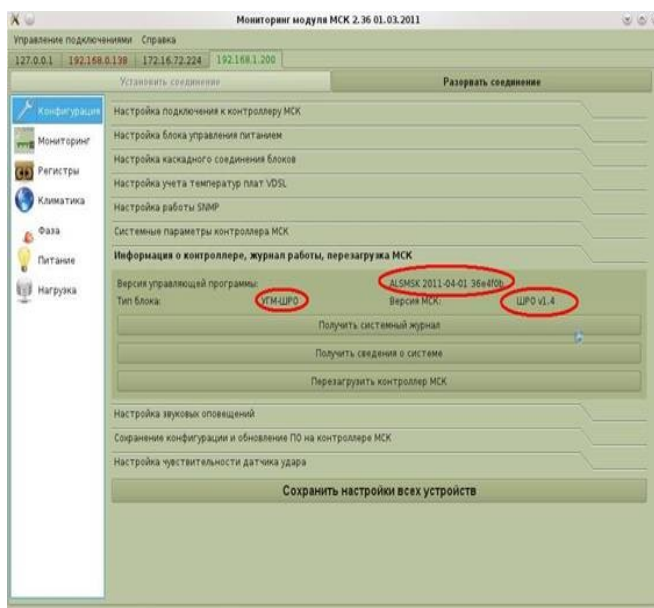 Мониторинг модуля МСК 2.36 01.03.2011
Управление подключениями Справка
127.0.0.1 192.168.0.138 172.16.72.224 192.168.1.200
Установить соединение Разорвать соединение
Конфигурация
Мониторинг
Регистры
Климатика
Фаза
Питание
Нагрузка
Настройка подключения к контроллеру МСК
Настройка блока управления питанием
Настройка каскадного соединения блоков
Настройка учета температур плат VDSL
Настройка работы SNMP
Системные параметры контроллера МСК
Информация о контроллере, журнал работы, перезагрузка МСК
Версия управляющей программы: ALSMSK 2011-04-01 36e4f0b
Тип блока: УГМ-ШРО Версия МСК: ШРО v1.4
Получить системный журнал
Получить сведения о системе
Перезагрузить контроллер МСК
Настройка звуковых оповещений
Сохранение конфигурации и обновление ПО на контроллере МСК
Настройка чувствительности датчика удара
Сохранить настройки всех устройств